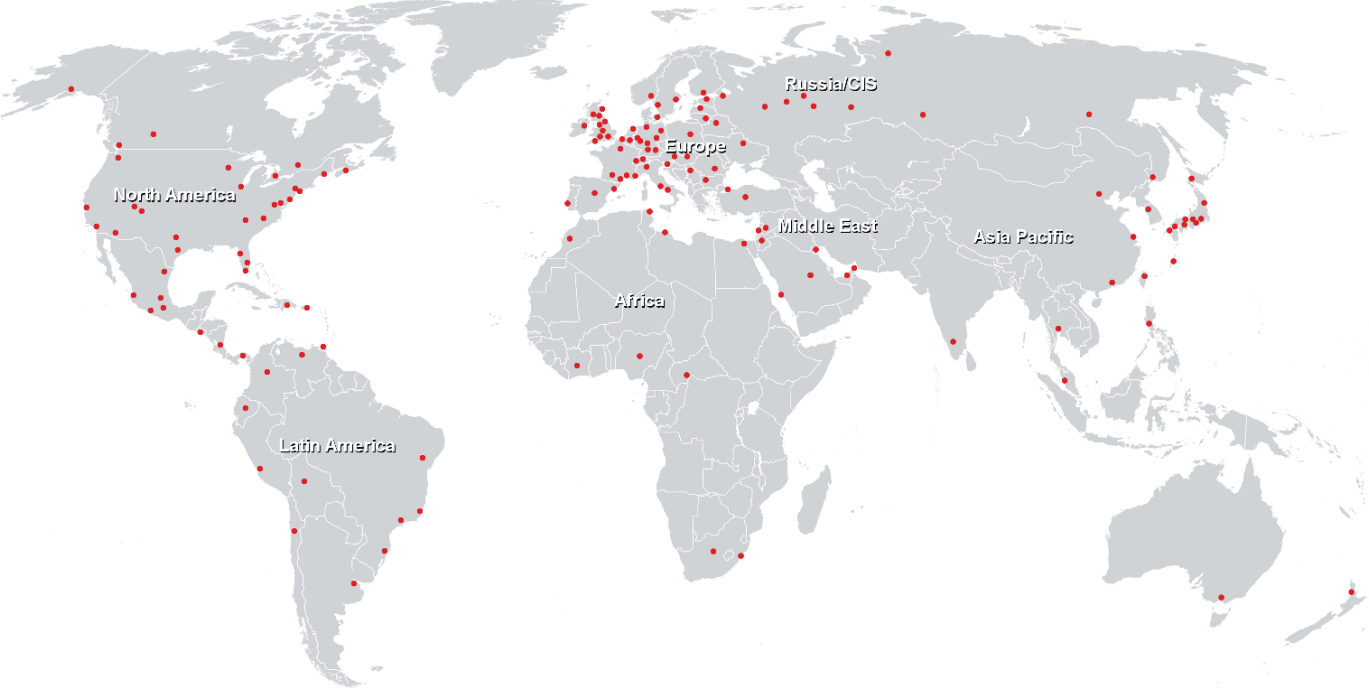 Russia/CIS
Europe
North America
Middle East
Asia Pacific
Africa
Latin America